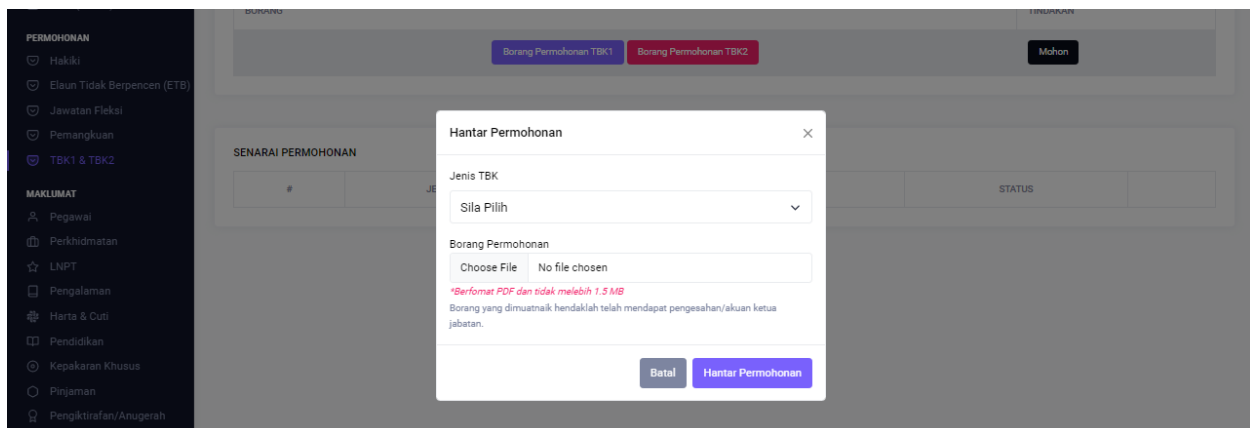 BORANG
TINDAKAN
PERMOHONAN
Hakiki
Borang Permohonan TBK1
Borang Permohonan TBK2
Mohon
Elaun Tidak Berpencen (ETB)
Jawatan Fleksi
Pemangkuan
TBK1 & TBK2
MAKLUMAT
Pegawai
Perkhidmatan
LNPT
Pengalaman
Harta & Cuti
Pendidikan
Kepakaran Khusus
Pinjaman
Pengiktirafan/Anugerah
SENARAI PERMOHONAN
#
JE
STATUS
Hantar Permohonan
Jenis TBK
Sila Pilih
Borang Permohonan
Choose File No file chosen
*Berfomat PDF dan tidak melebih 1.5 MB
Borang yang dimuatnaik hendaklah telah mendapat pengesahan/akuan ketua
jabatan.
Batal
Hantar Permohonan